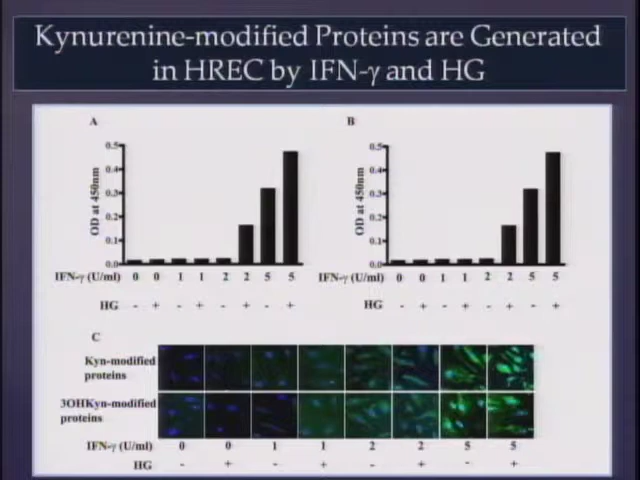 Kynurenine-modified Proteins are Generated
in HREC by IFN-γ and HG
A
B
0.5
0.4
0.3
0.2
0.1
0.0
OD at 450nm
IFN-γ (U/ml) 0 0 1 1 2 2 5 5
HG - + - + - + - +
0.5
0.4
0.3
0.2
0.1
0.0
OD at 450nm
IFN-γ (U/ml) 0 0 1 1 2 2 5 5
HG - + - + - + - +
C
Kyn-modified
proteins
3OHKyn-modified
proteins
IFN-γ (U/ml) 0 0 1 1 2 2 5 5
HG - + - + - + - +